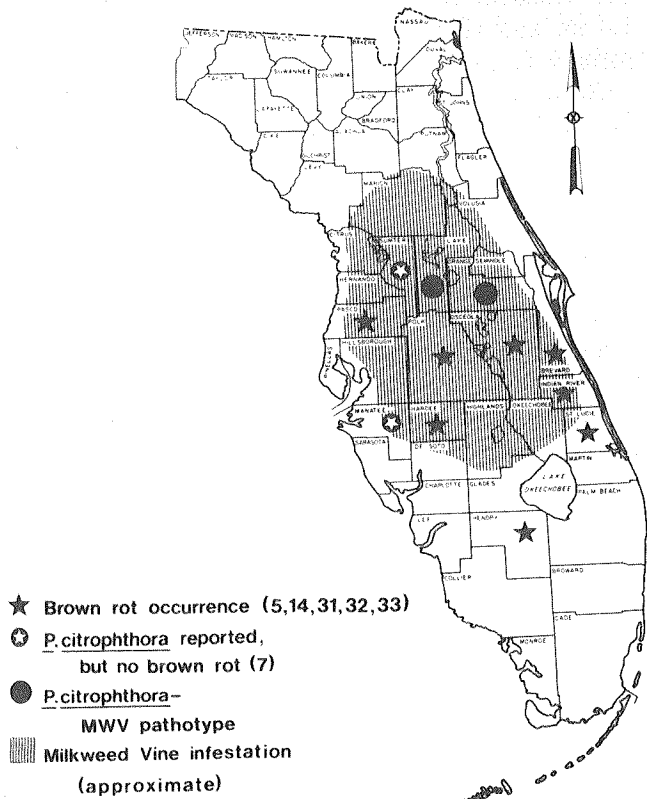 NASSAU
JEFFERSON
MADISON
HAMILTON
BAKER
DUVAL
TAYLOR
SUWANNEE
COLUMBIA
CLAY
ST. JOHNS
LAFAYETTE
UNION
BRADFORD
DIXIE
ALACHUA
PUTNAM
GILCHRIST
FLAGLER
LEVY
MARION
VOLUSIA
CITRUS
SUMTER
LAKE
ORANGE
SEMINOLE
HERNANDO
PASCO
POLK
OSCEOLA
HILLSBOROUGH
PINELLAS
BREVARD
INDIAN RIVER
MANATEE
HARDEE
HIGHLANDS
OKEECHOBEE
ST. LUCIE
SARASOTA
DE SOTO
MARTIN
CHARLOTTE
GLADES
LAKE
OKEECHOBEE
PALM BEACH
LEE
HENDRY
COLLIER
BROWARD
DADE
MONROE
Brown rot occurrence (5,14,31,32,33)
P.citrophthora reported,
but no brown rot (7)
P.citrophthora–
MWV pathotype
Milkweed Vine infestation
(approximate)